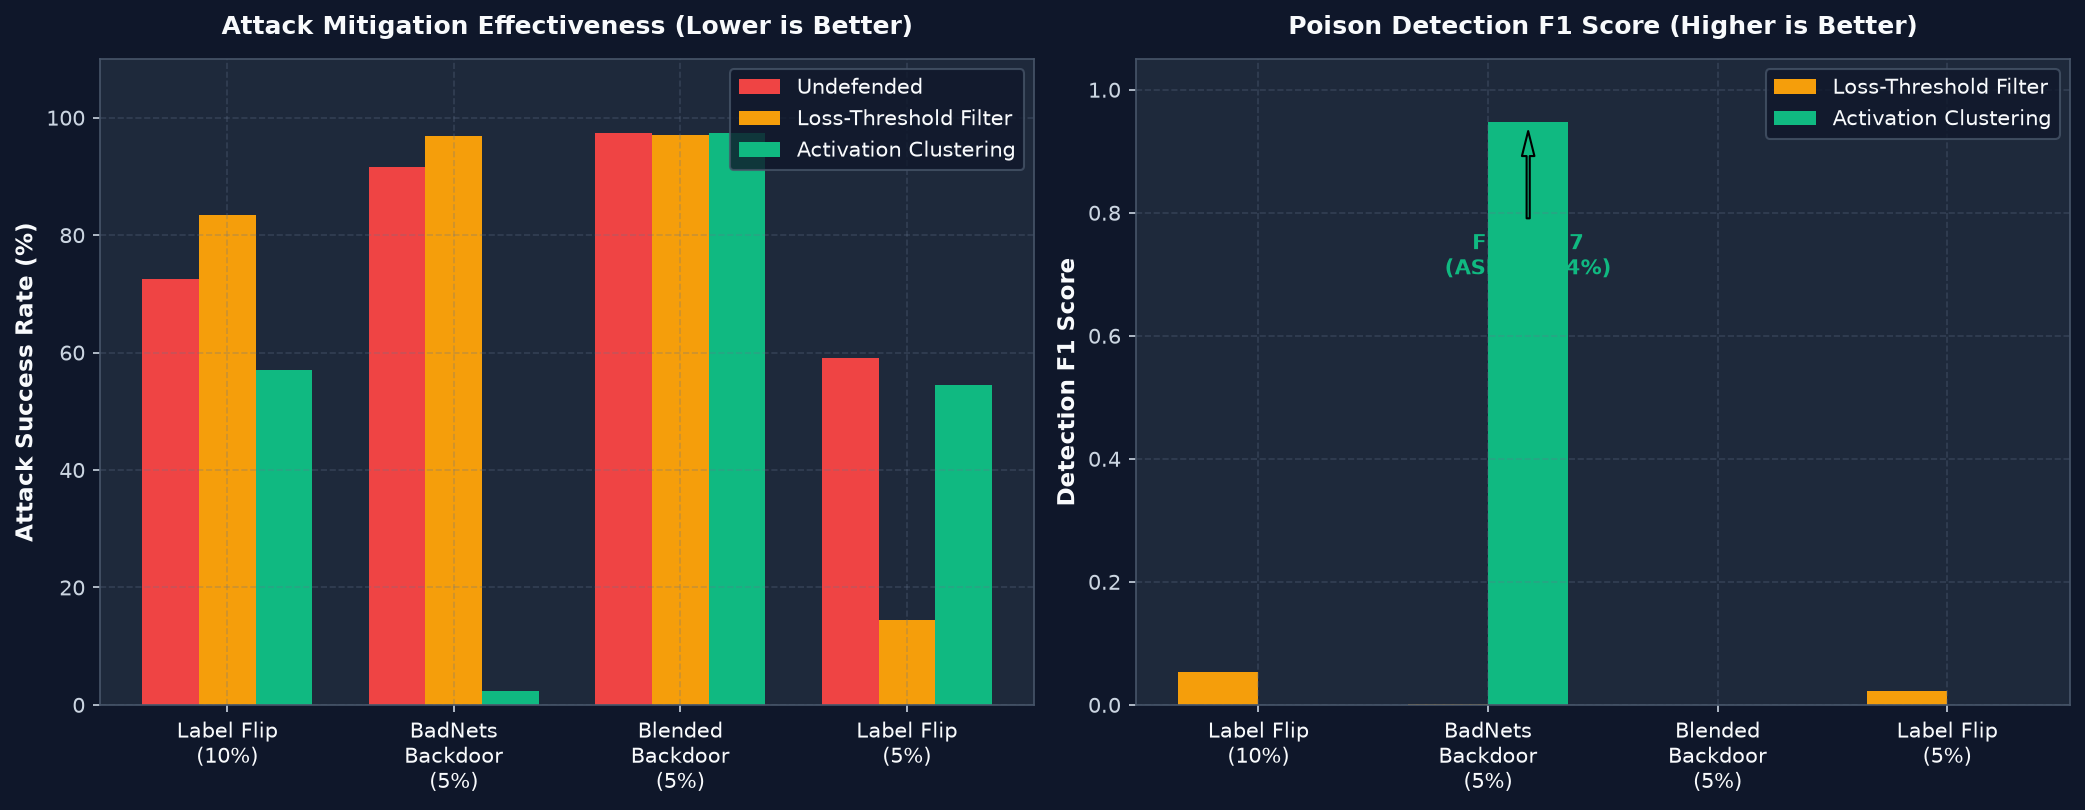 Attack Mitigation Effectiveness (Lower is Better)
Undefended
Loss-Threshold Filter
Activation Clustering
Attack Success Rate (%)
100
80
60
40
20
0
Label Flip
(10%)
BadNets
Backdoor
(5%)
Blended
Backdoor
(5%)
Label Flip
(5%)
Poison Detection F1 Score (Higher is Better)
Loss-Threshold Filter
Activation Clustering
Detection F1 Score
1.0
0.8
0.6
0.4
0.2
0.0
Label Flip
(10%)
BadNets
Backdoor
(5%)
Blended
Backdoor
(5%)
Label Flip
(5%)